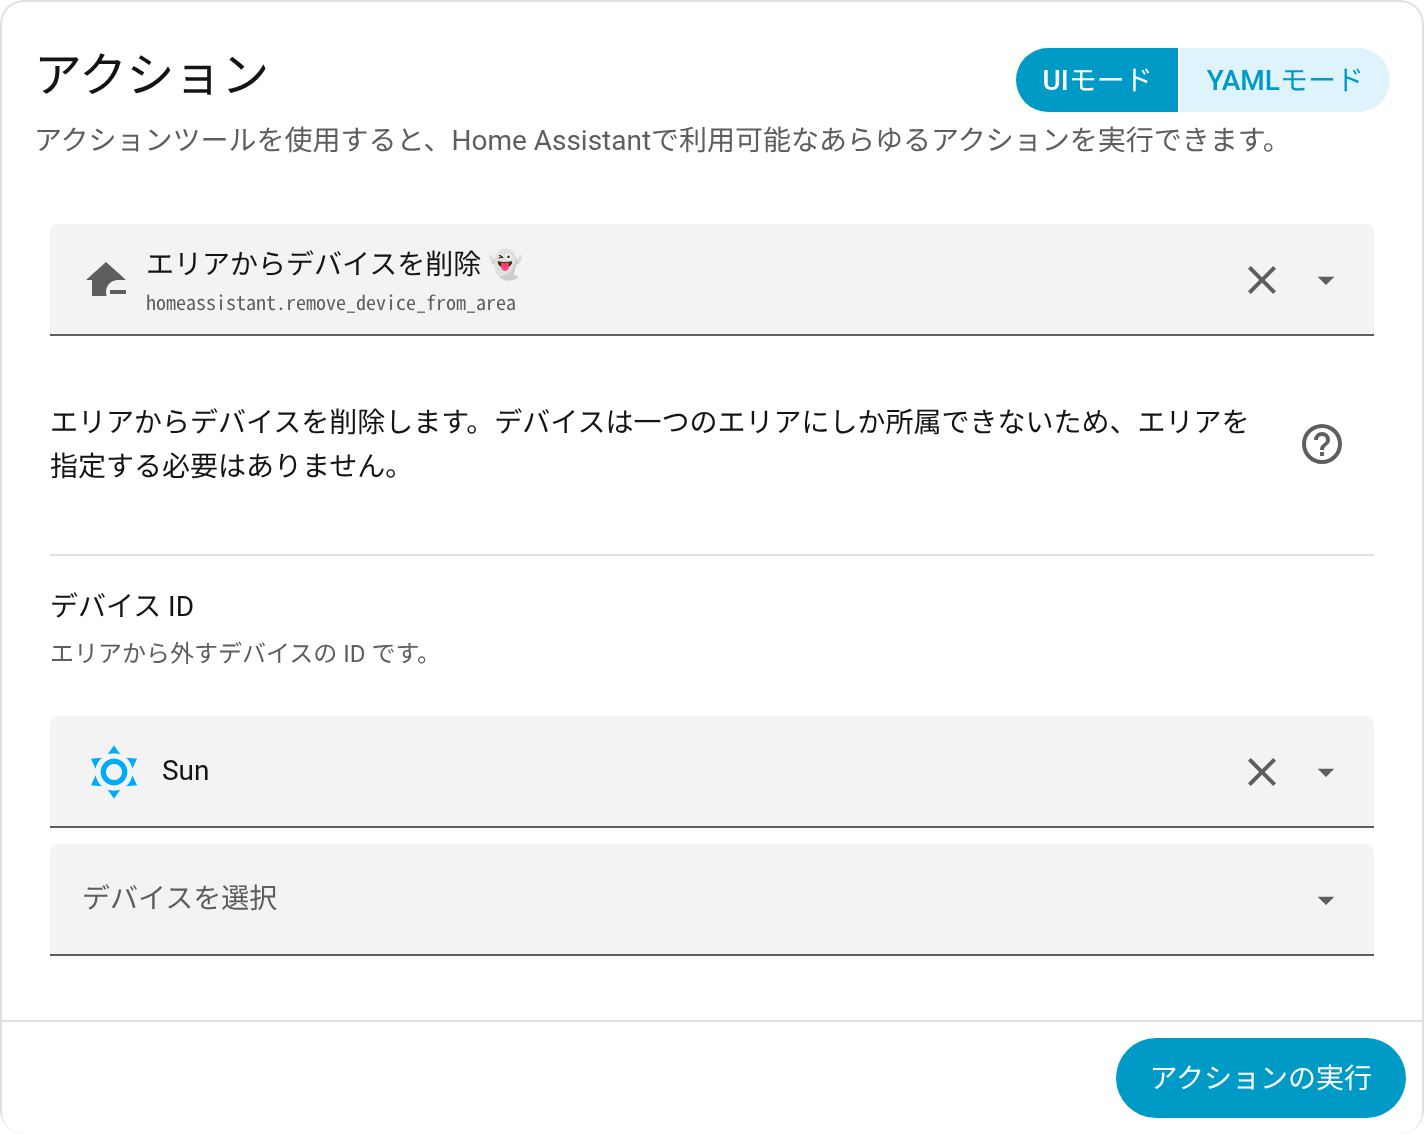 アクション
UIモード
YAMLモード
アクションツールを使用すると、Home Assistantで利用可能なあらゆるアクションを実行できます。
エリアからデバイスを削除 👻
homeassistant.remove_device_from_area
エリアからデバイスを削除します。デバイスは一つのエリアにしか所属できないため、エリアを
指定する必要はありません。
デバイス ID
エリアから外すデバイスの ID です。
Sun
デバイスを選択
アクションの実行